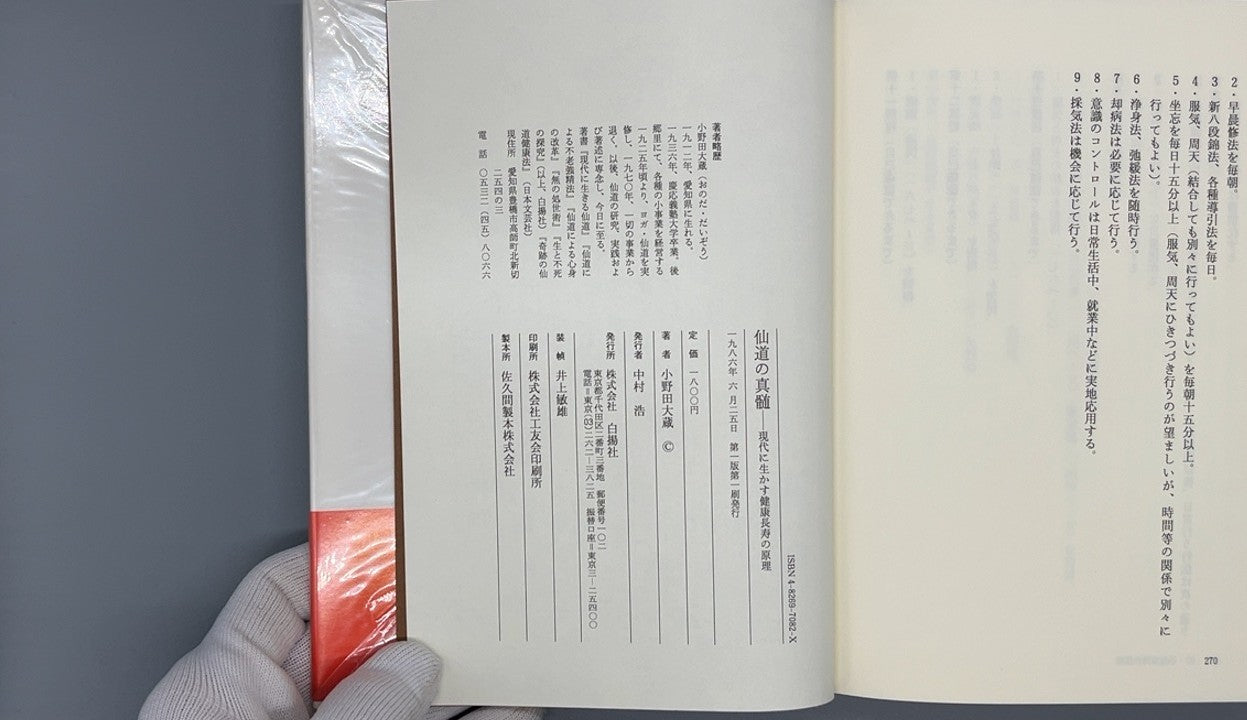 2・早晨修法を毎朝。
3・新八段錦法、各種導引法を毎日。
4・服気、周天（結合しても別々に行ってもよい）を毎朝十五分以上。
5・坐忘を毎日十五分以上（服気、周天にひきつづき行うのが望ましいが、時間等の関係で別々に
行ってもよい）。
6・浄身法、弛緩法を随時行う。
7・却病法は必要に応じて行う。
8・意識のコントロールは日常生活中、就業中などに実地応用する。
9・採気法は機会に応じて行う。
270
著者略歴
小野田大蔵（おのだ・だいぞう）
一九一二年、愛知県に生れる。
一九三六年、慶応義塾大学卒業。後
郷里にて、各種の小事業を経営する
一九二五年頃より、ヨガ・仙道を実
修し、一九七〇年、一切の事業から
退く。以後、仙道の研究、実践およ
び著述に専念し、今日に至る。
著書『現代に生きる仙道』『仙道に
よる不老強精法』『仙道による心身
の改革』『無の処世術』『生と不死
の探究』（以上、白揚社）『奇跡の仙
道健康法』（日本文芸社）
現住所 愛知県豊橋市高師町北新切
二五四の三
電話 〇五三二（四五）八〇六六
ISBN 4-8269-7082-X
仙道の真髄――現代に生かす健康長寿の原理
一九八六年 六月二五日 第一版第一刷発行
定価 一八〇〇円
著者 小野田大蔵 ©
発行者 中村 浩
発行所 株式会社 白揚社
東京都千代田区二番町三番地 郵便番号一〇二
電話＝東京(03)二六二―三八二五 振替口座＝東京三―二五四〇〇
装幀 井上敏雄
印刷所 株式会社工友会印刷所
製本所 佐久間製本株式会社